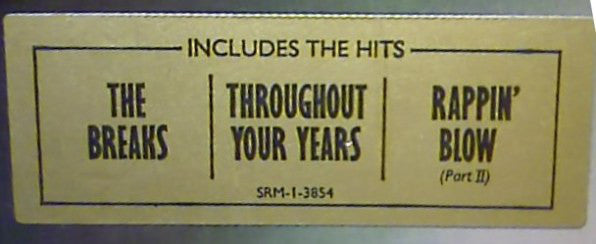 INCLUDES THE HITS
THE
BREAKS
THROUGHOUT
YOUR YEARS
RAPPIN'
BLOW
(Part II)
SRM-1-3854